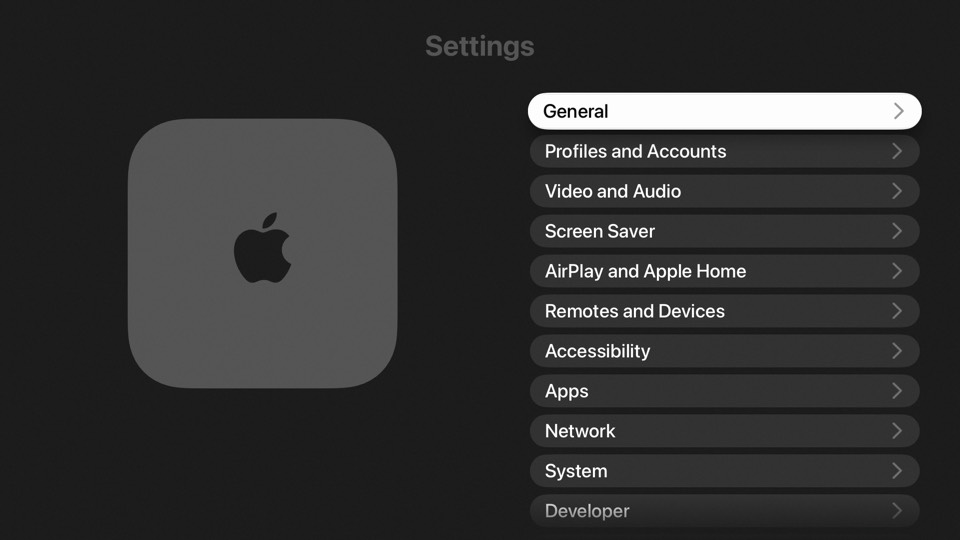 Settings
General
Profiles and Accounts
Video and Audio
Screen Saver
AirPlay and Apple Home
Remotes and Devices
Accessibility
Apps
Network
System
Developer